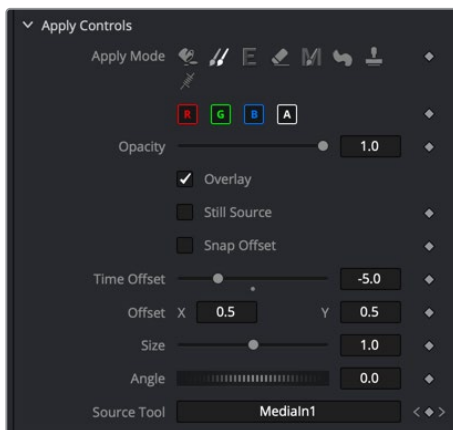 Apply Controls
Apply Mode
R G B A
Opacity 1.0
Overlay
Still Source
Snap Offset
Time Offset -5.0
Offset X 0.5 Y 0.5
Size 1.0
Angle 0.0
Source Tool MediaIn1